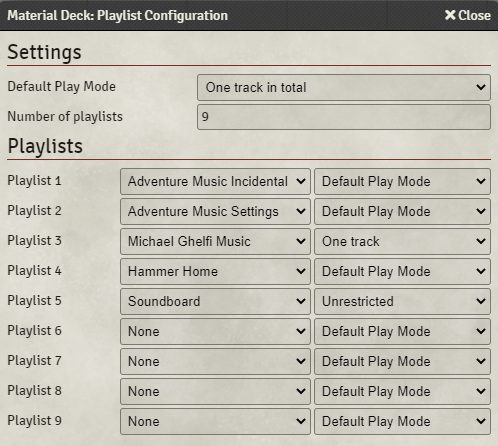 Material Deck: Playlist Configuration Close
Settings
Default Play Mode One track in total
Number of playlists 9
Playlists
Playlist 1 Adventure Music Incidental Default Play Mode
Playlist 2 Adventure Music Settings Default Play Mode
Playlist 3 Michael Ghelfi Music One track
Playlist 4 Hammer Home Default Play Mode
Playlist 5 Soundboard Unrestricted
Playlist 6 None Default Play Mode
Playlist 7 None Default Play Mode
Playlist 8 None Default Play Mode
Playlist 9 None Default Play Mode